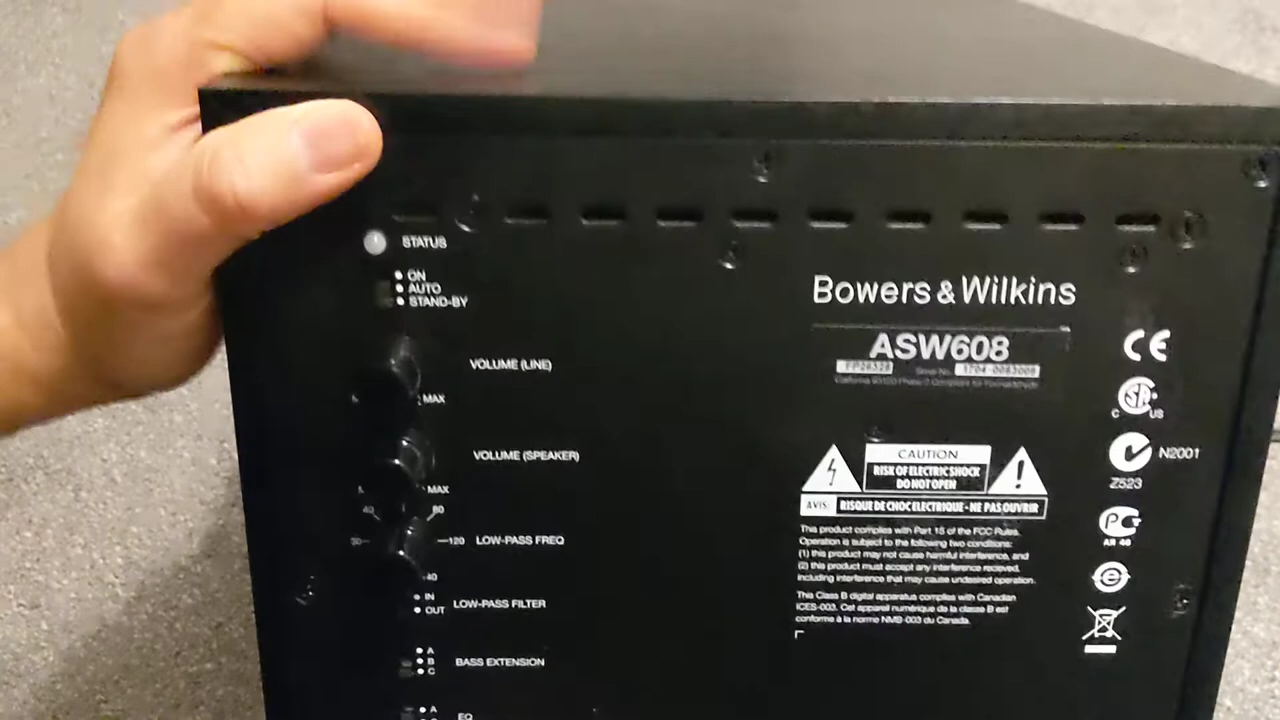 STATUS
ON
AUTO
STAND-BY
VOLUME (LINE)
MAX
VOLUME (SPEAKER)
MAX
40
80
120
LOW-PASS FREQ
40
IN
OUT
LOW-PASS FILTER
A
B
C
BASS EXTENSION
A
EQ
Bowers & Wilkins
ASW608
Serial No.
CAUTION
RISK OF ELECTRIC SHOCK
DO NOT OPEN
AVIS: RISQUE DE CHOC ELECTRIQUE - NE PAS OUVRIR
This product complies with Part 15 of the FCC Rules.
Operation is subject to the following two conditions:
(1) this product may not cause harmful interference, and
(2) this product must accept any interference recieved,
including interference that may cause undesired operation.
This Class B digital apparatus complies with Canadian
ICES-003. Cet appareil numérique de la classe B est
conforme à la norme NMB-003 du Canada.
CE
C US
N2001
Z523
AR 46